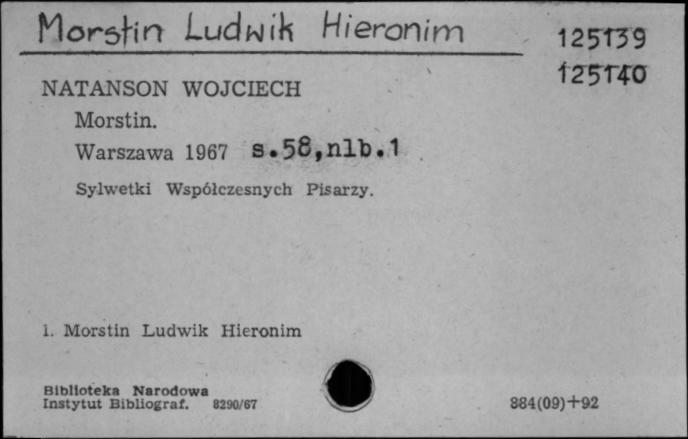 Morstin Ludwik Hieronim
125139
125140
NATANSON WOJCIECH
Morstin.
Warszawa 1967 s.58,nlb.1
Sylwetki Współczesnych Pisarzy.
1. Morstin Ludwik Hieronim
Biblioteka Narodowa
Instytut Bibliograf. 8290/67
884(09)+92